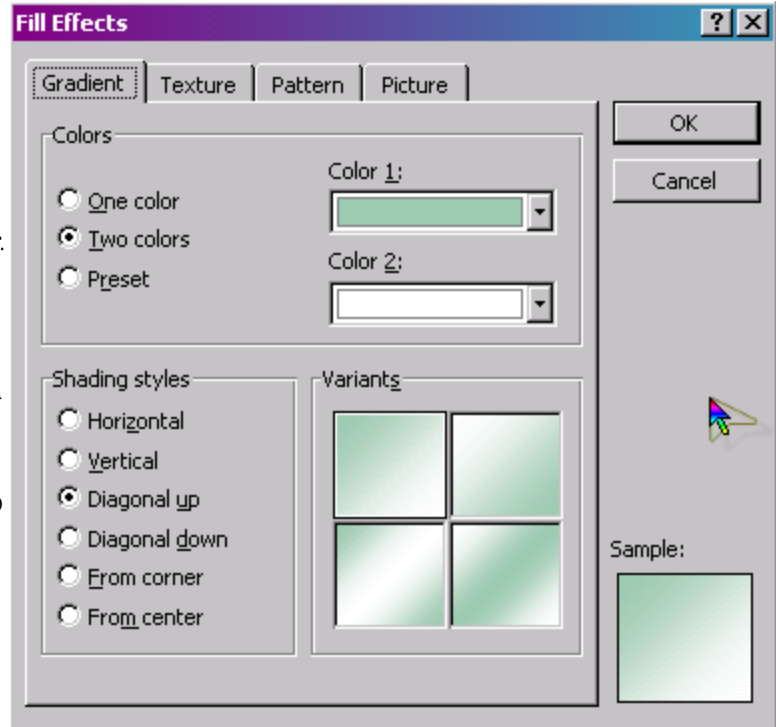 Fill Effects
Gradient Texture Pattern Picture
OK
Cancel
Colors
One color
Two colors
Preset
Color 1:
Color 2:
Shading styles
Horizontal
Vertical
Diagonal up
Diagonal down
From corner
From center
Variants
Sample: